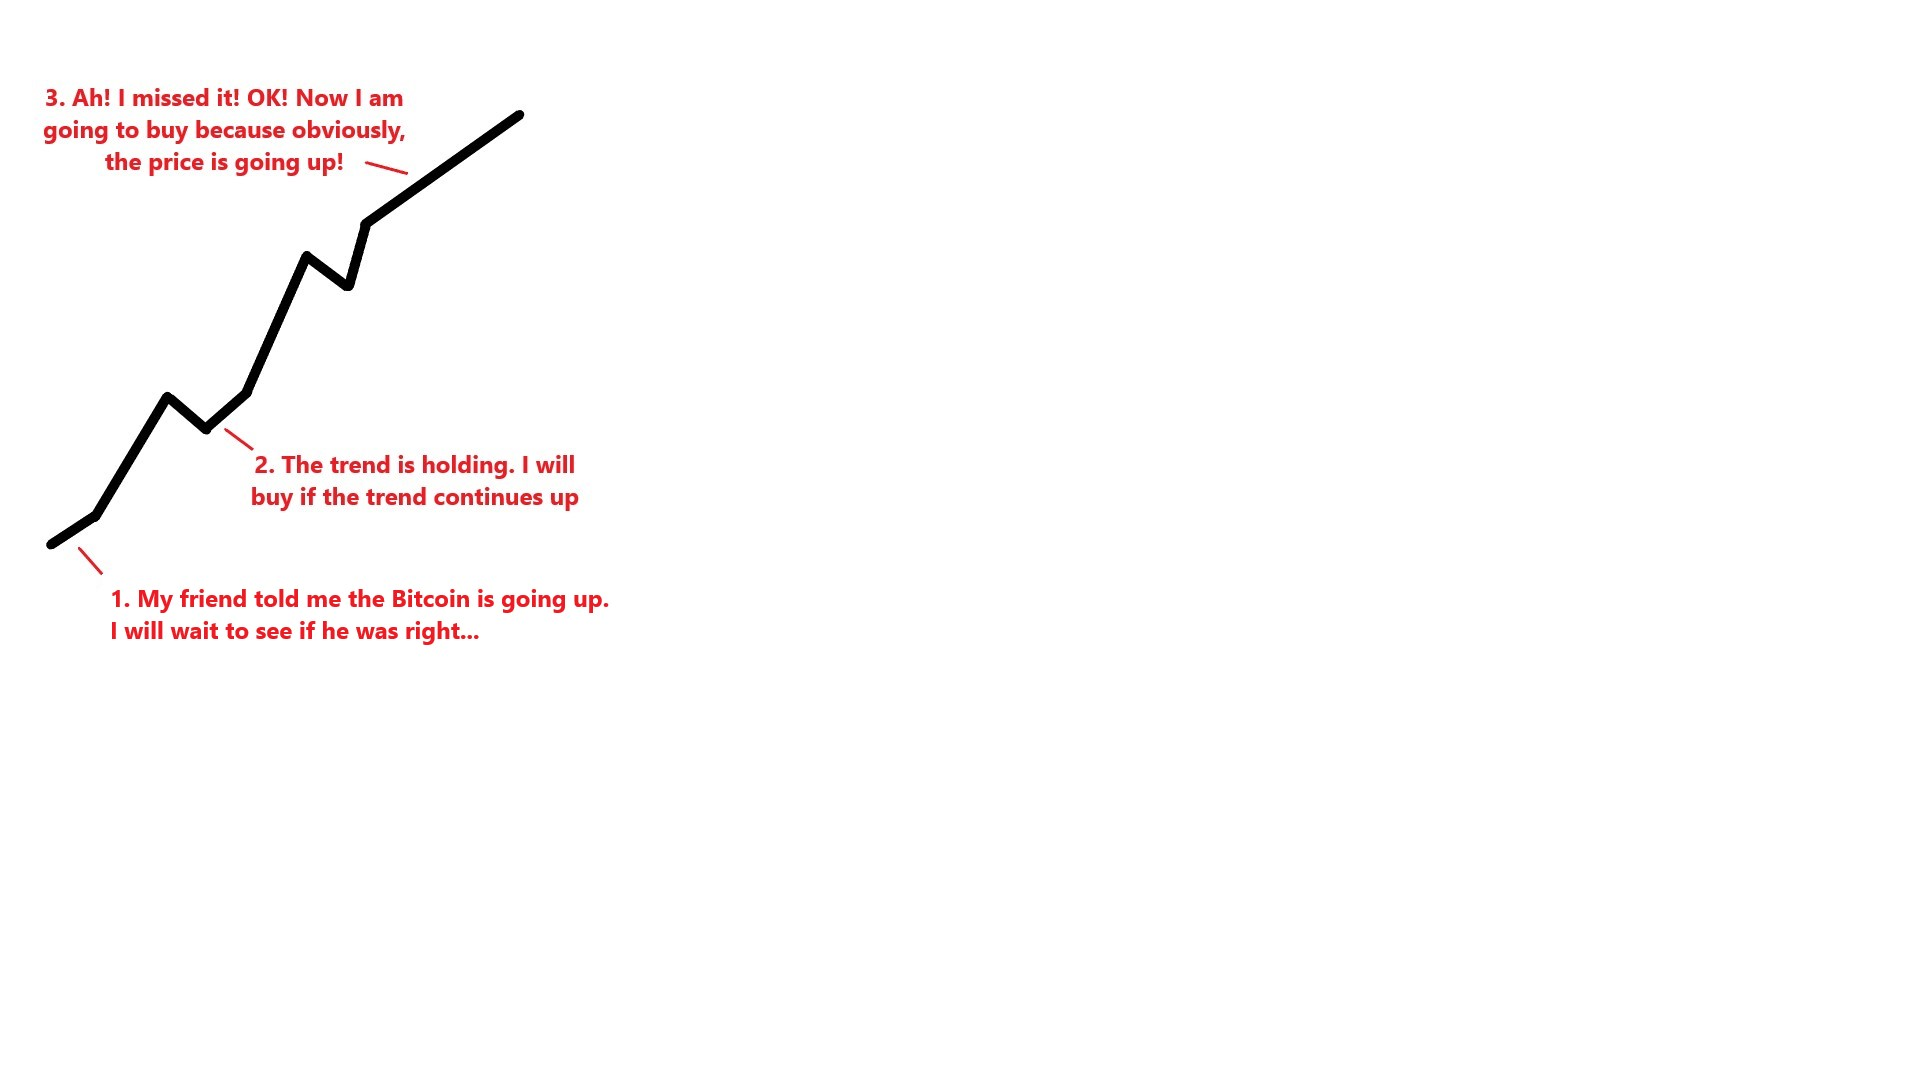 3. Ah! I missed it! OK! Now I am
going to buy because obviously,
the price is going up!
2. The trend is holding. I will
buy if the trend continues up
1. My friend told me the Bitcoin is going up.
I will wait to see if he was right...